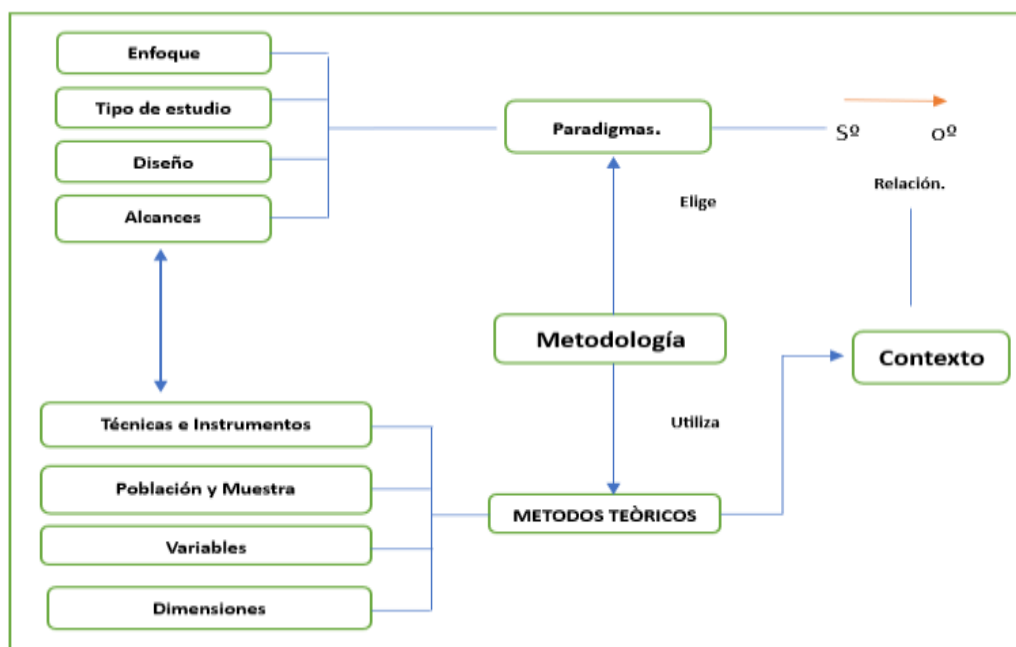 Enfoque
Tipo de estudio
Diseño
Alcances
Paradigmas.
Sº oº
Relación.
Elige
Metodología
Contexto
Utiliza
Técnicas e Instrumentos
Población y Muestra
Variables
Dimensiones
METODOS TEÒRICOS